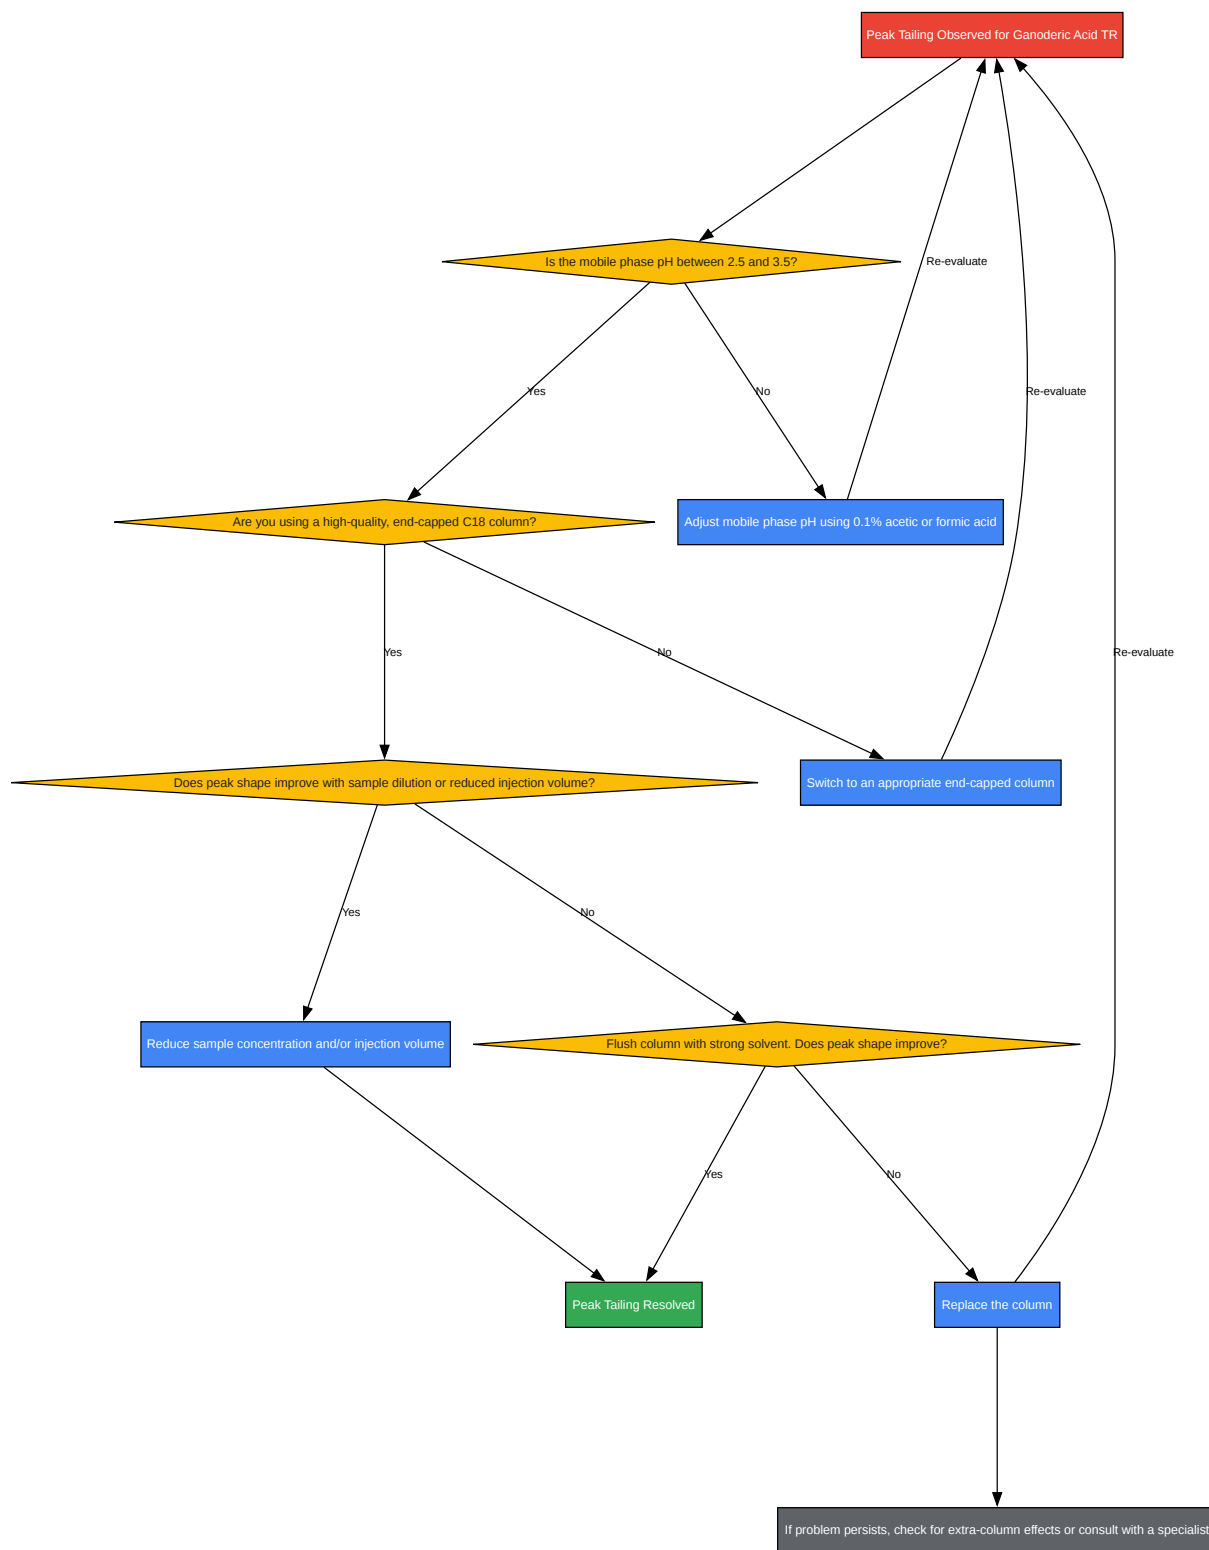 Peak Tailing Observed for Ganoderic Acid TR
Is the mobile phase pH between 2.5 and 3.5?
Re-evaluate
Yes
No
Re-evaluate
Are you using a high-quality, end-capped C18 column?
Adjust mobile phase pH using 0.1% acetic or formic acid
Yes
No
Re-evaluate
Does peak shape improve with sample dilution or reduced injection volume?
Switch to an appropriate end-capped column
Yes
No
Reduce sample concentration and/or injection volume
Flush column with strong solvent. Does peak shape improve?
Yes
No
Peak Tailing Resolved
Replace the column
If problem persists, check for extra-column effects or consult with a specialist